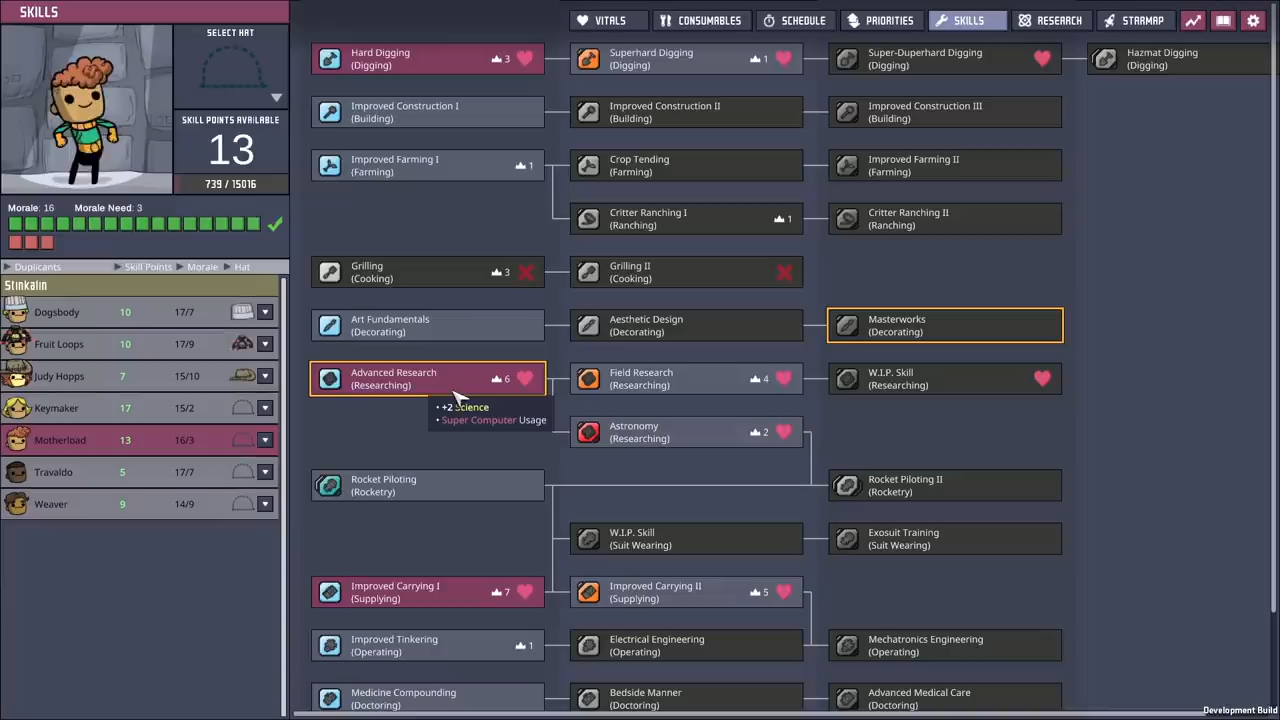 SKILLS
SELECT HAT
SKILL POINTS AVAILABLE
13
739 / 15016
Morale: 16 Morale Need: 3
Duplicants Skill Points Morale Hat
Stinkalin
Dogsbody 10 17/7
Fruit Loops 10 17/9
Judy Hopps 7 15/10
Keymaker 17 15/2
Motherload 13 16/3
Travaldo 5 17/7
Weaver 9 14/9
VITALS CONSUMABLES SCHEDULE PRIORITIES SKILLS RESEARCH STARMAP
Hard Digging
(Digging)
3
Superhard Digging
(Digging)
1
Super-Duperhard Digging
(Digging)
Hazmat Digging
(Digging)
Improved Construction I
(Building)
Improved Construction II
(Building)
Improved Construction III
(Building)
Improved Farming I
(Farming)
1
Crop Tending
(Farming)
Improved Farming II
(Farming)
Critter Ranching I
(Ranching)
1
Critter Ranching II
(Ranching)
Grilling
(Cooking)
3
Grilling II
(Cooking)
Art Fundamentals
(Decorating)
Aesthetic Design
(Decorating)
Masterworks
(Decorating)
Advanced Research
(Researching)
6
Field Research
(Researching)
4
W.I.P. Skill
(Researching)
• +2 Science
• Super Computer Usage
Astronomy
(Researching)
2
Rocket Piloting
(Rocketry)
Rocket Piloting II
(Rocketry)
W.I.P. Skill
(Suit Wearing)
Exosuit Training
(Suit Wearing)
Improved Carrying I
(Supplying)
7
Improved Carrying II
(Supplying)
5
Improved Tinkering
(Operating)
1
Electrical Engineering
(Operating)
Mechatronics Engineering
(Operating)
Medicine Compounding
(Doctoring)
Bedside Manner
(Doctoring)
Advanced Medical Care
(Doctoring)
Development Build